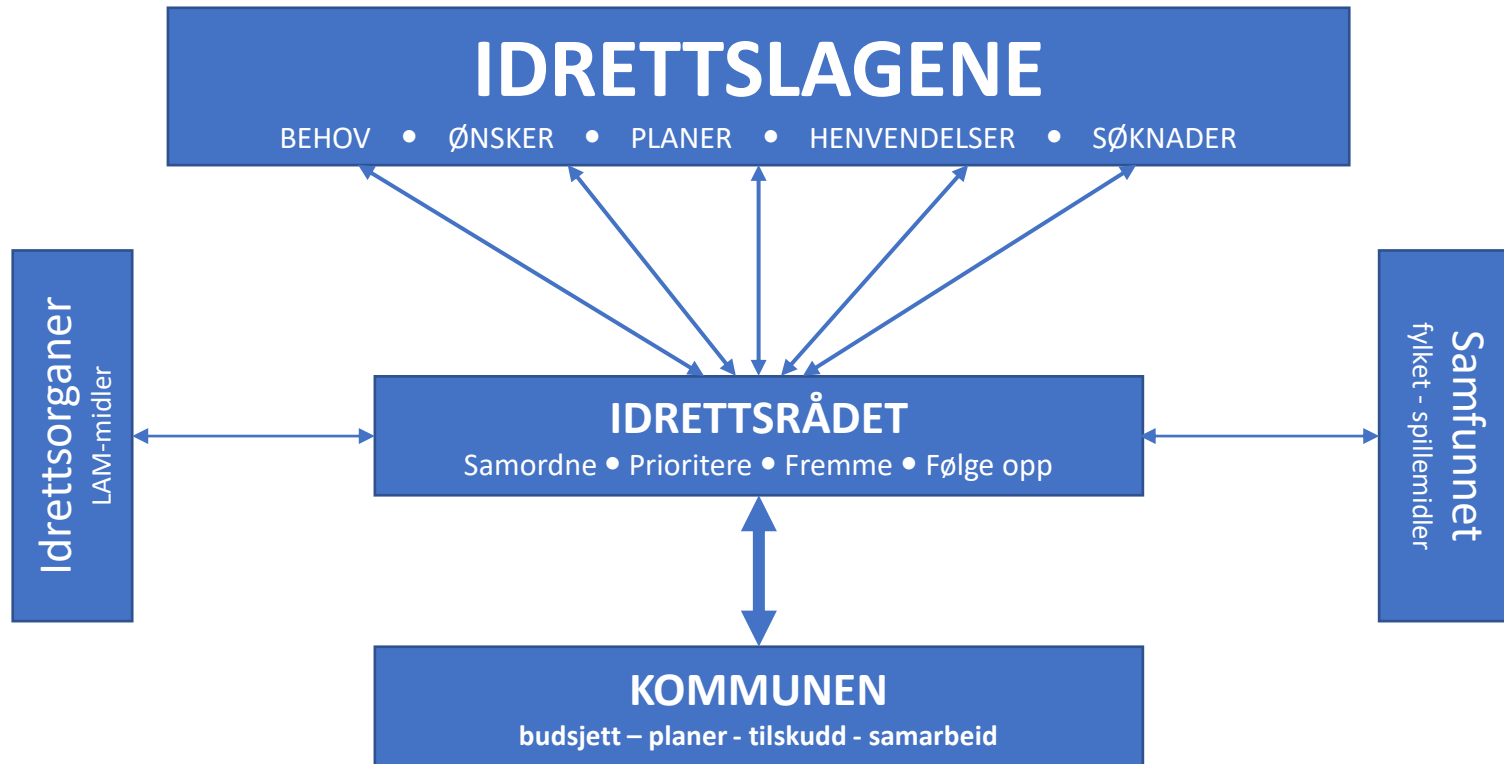 IDRETTSLAGENE
BEHOV • ØNSKER • PLANER • HENVENDELSER • SØKNADER
Idrettsorganer
LAM-midler
IDRETTSRÅDET
Samordne • Prioritere • Fremme • Følge opp
Samfunnet
fylket - spillemidler
KOMMUNEN
budsjett – planer - tilskudd - samarbeid